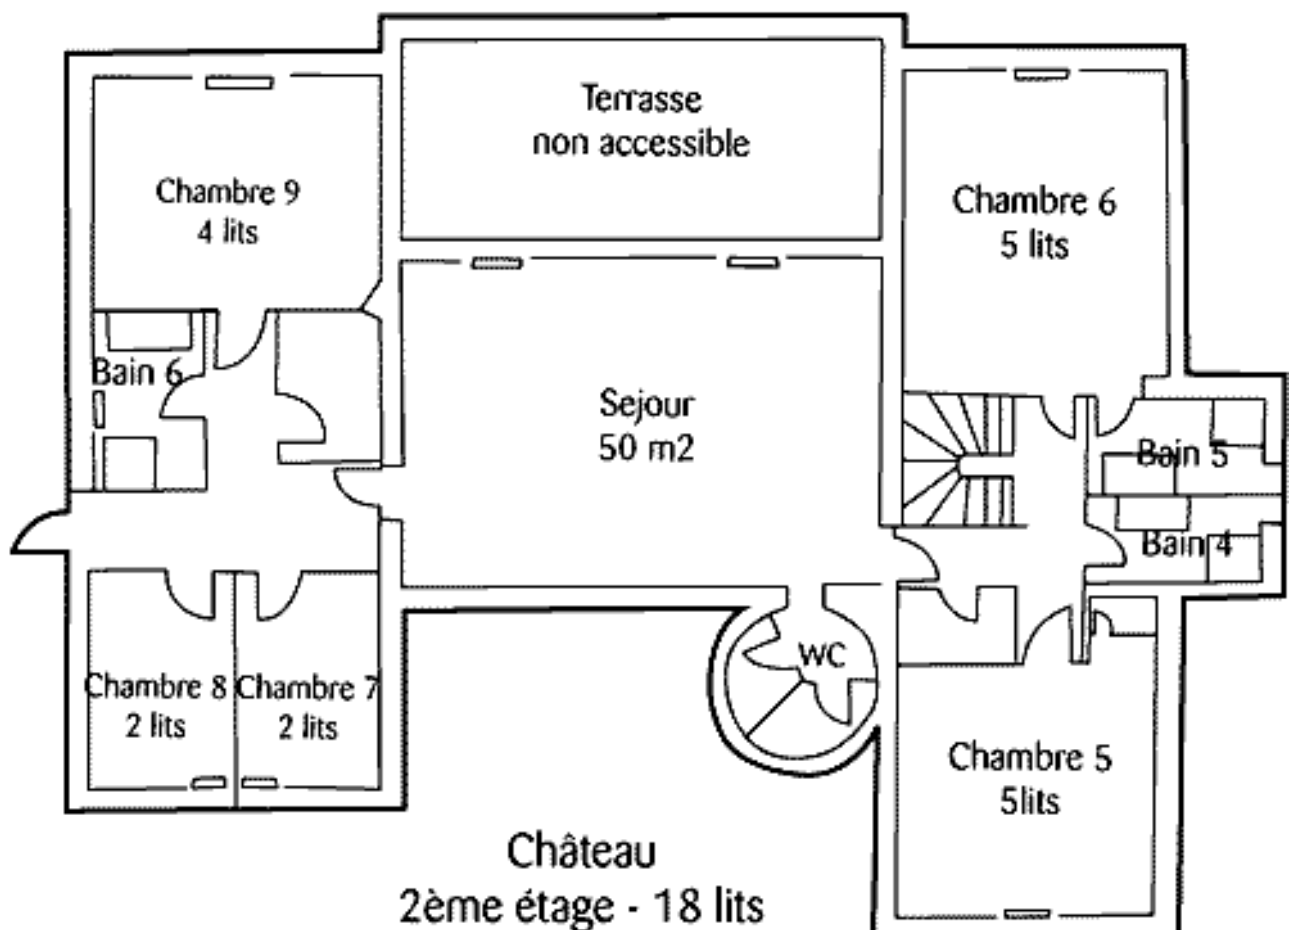 Terrasse
non accessible
Chambre 9
4 lits
Chambre 6
5 lits
Bain 6
Sejour
50 m2
Bain 5
Bain 4
WC
Chambre 8
2 lits
Chambre 7
2 lits
Chambre 5
5lits
Château
2ème étage - 18 lits